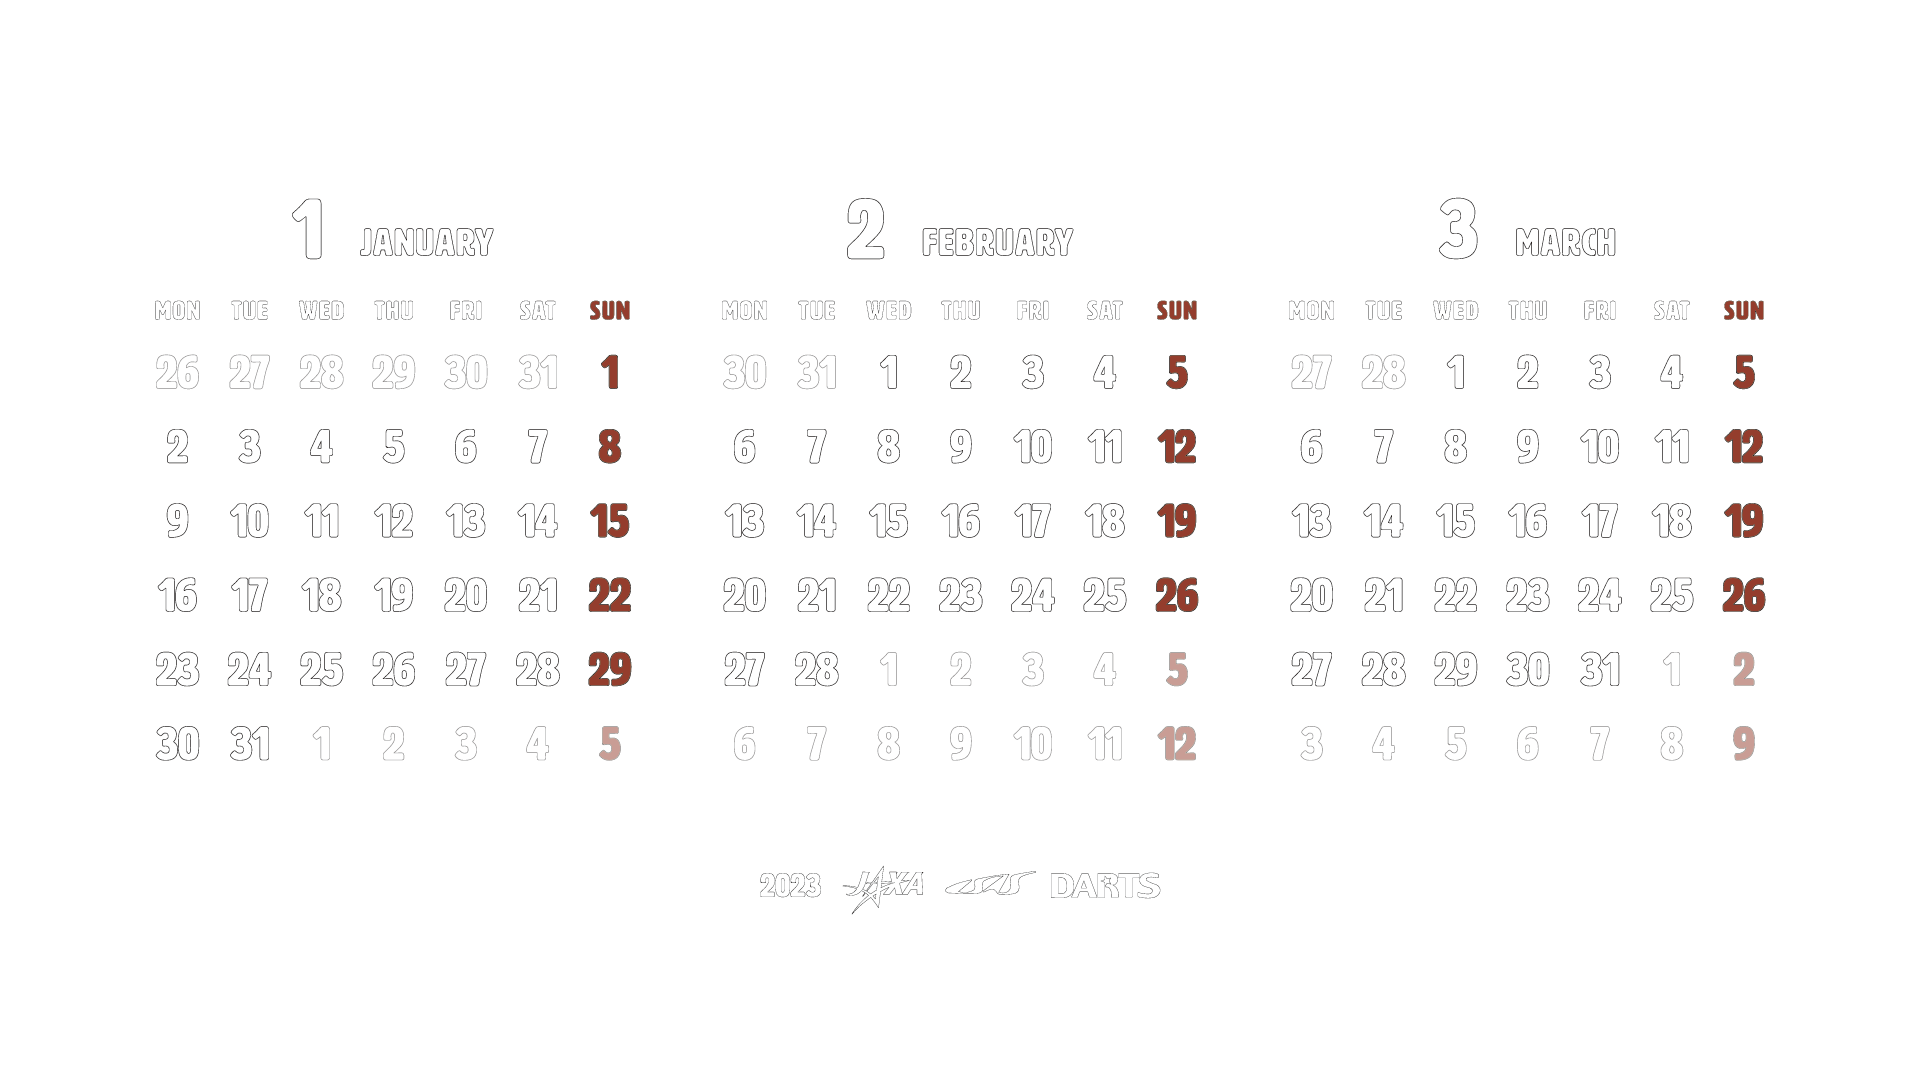 1 JANUARY
MON TUE WED THU FRI SAT SUN
26 27 28 29 30 31 1
2 3 4 5 6 7 8
9 10 11 12 13 14 15
16 17 18 19 20 21 22
23 24 25 26 27 28 29
30 31 1 2 3 4 5
2 FEBRUARY
MON TUE WED THU FRI SAT SUN
30 31 1 2 3 4 5
6 7 8 9 10 11 12
13 14 15 16 17 18 19
20 21 22 23 24 25 26
27 28 1 2 3 4 5
6 7 8 9 10 11 12
3 MARCH
MON TUE WED THU FRI SAT SUN
27 28 1 2 3 4 5
6 7 8 9 10 11 12
13 14 15 16 17 18 19
20 21 22 23 24 25 26
27 28 29 30 31 1 2
3 4 5 6 7 8 9
2023 JAXA ISAS DARTS